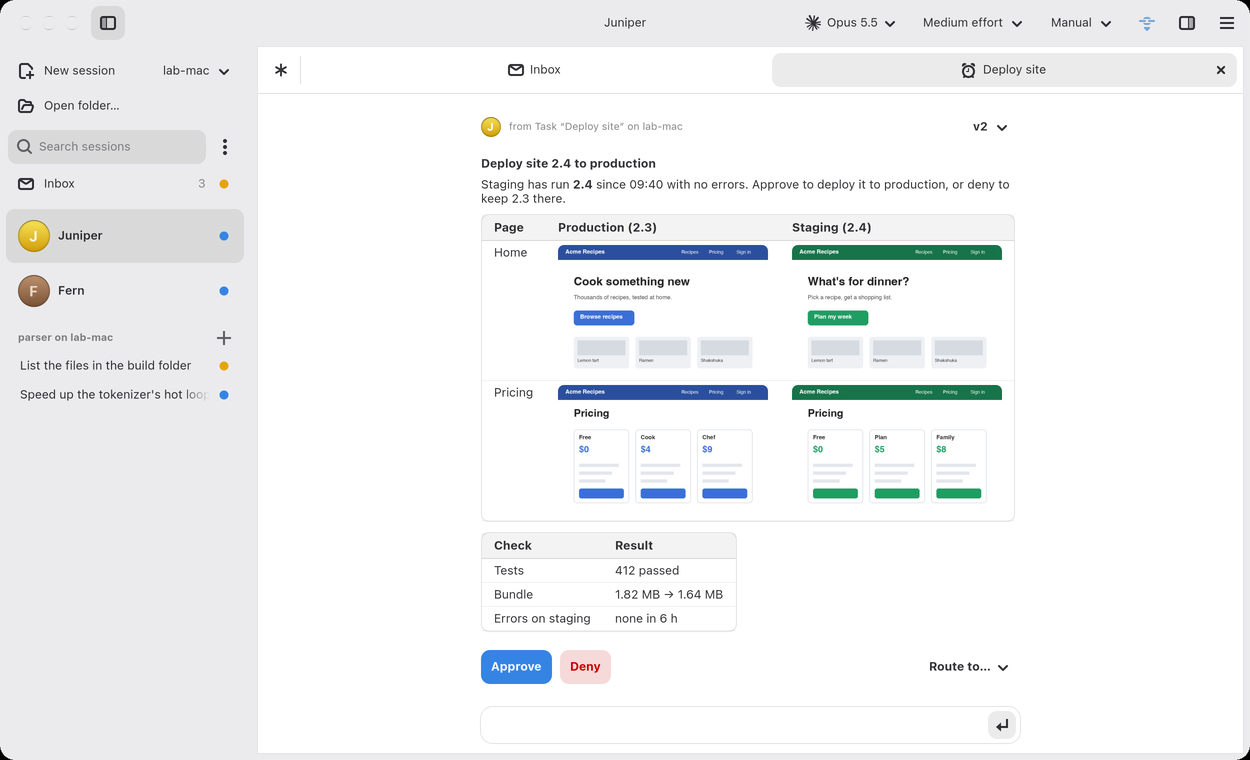 Juniper
Opus 5.5
Medium effort
Manual
New session
lab-mac
Open folder...
Search sessions
Inbox
3
J
Juniper
F
Fern
parser on lab-mac
List the files in the build folder
Speed up the tokenizer's hot loop
Inbox
Deploy site
J
from Task “Deploy site” on lab-mac
v2
Deploy site 2.4 to production
Staging has run 2.4 since 09:40 with no errors. Approve to deploy it to production, or deny to
keep 2.3 there.
Page
Production (2.3)
Staging (2.4)
Home
Acme Recipes
Recipes
Pricing
Sign in
Cook something new
Thousands of recipes, tested at home.
Browse recipes
Lemon tart
Ramen
Shakshuka
Acme Recipes
Recipes
Pricing
Sign in
What's for dinner?
Pick a recipe, get a shopping list.
Plan my week
Lemon tart
Ramen
Shakshuka
Pricing
Acme Recipes
Recipes
Pricing
Sign in
Pricing
Free
Cook
Chef
$0
$4
$9
Acme Recipes
Recipes
Pricing
Sign in
Pricing
Free
Plan
Family
$0
$5
$8
Check
Result
Tests
412 passed
Bundle
1.82 MB → 1.64 MB
Errors on staging
none in 6 h
Approve
Deny
Route to...